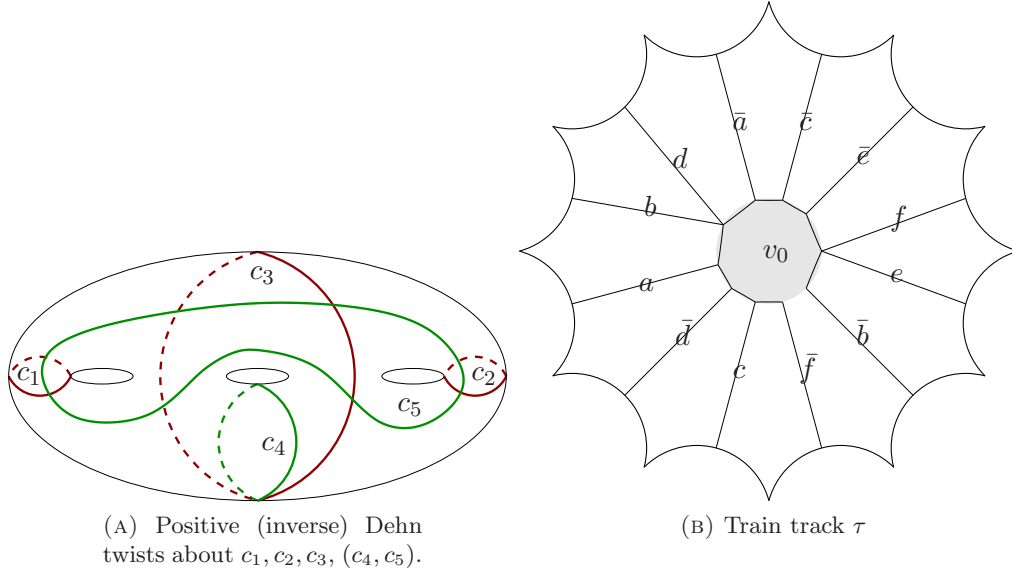 c₃
c₁
c₂
c₅
c₄
(A) Positive (inverse) Dehn
twists about c₁, c₂, c₃, (c₄, c₅).
ā
c̄
d
ē
b
f
v₀
a
e
d̄
b̄
c
f̄
(B) Train track τ